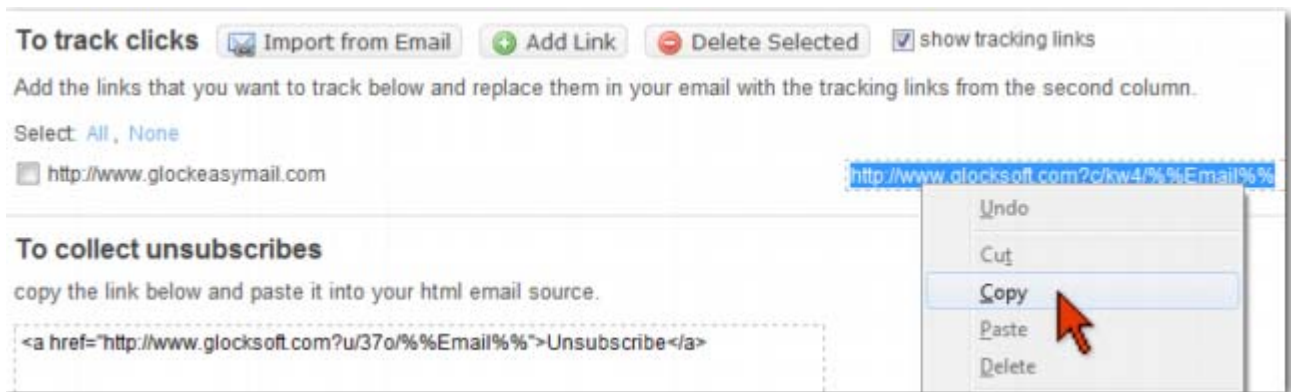 To track clicks Import from Email Add Link Delete Selected show tracking links
Add the links that you want to track below and replace them in your email with the tracking links from the second column.
Select: All, None
http://www.glockeasymail.com http://www.glocksoft.com?c/kw4/%%Email%%
Undo
To collect unsubscribes
Cut
copy the link below and paste it into your html email source.
Copy
Paste
<a href="http://www.glocksoft.com?u/37o/%%Email%%">Unsubscribe</a>
Delete